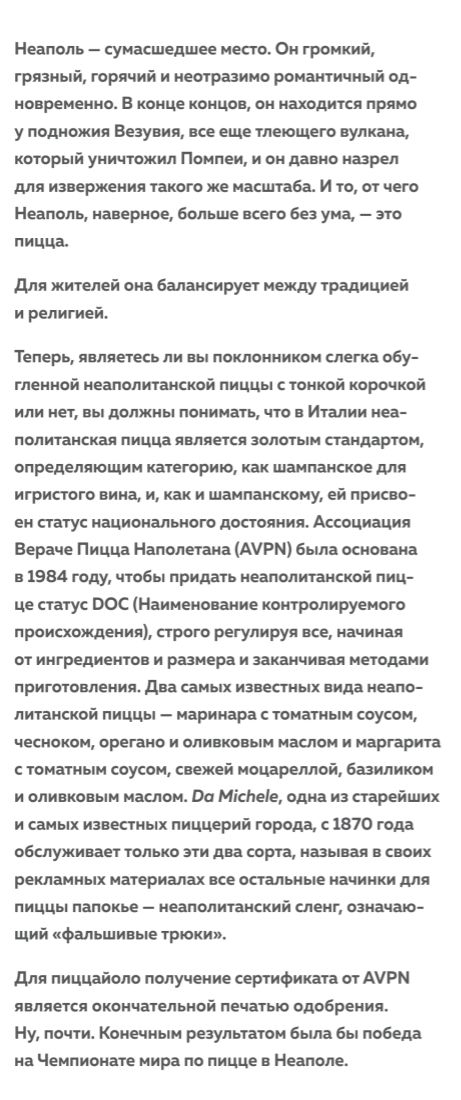 Неаполь — сумасшедшее место. Он громкий,
грязный, горячий и неотразимо романтичный од-
новременно. В конце концов, он находится прямо
у подножия Везувия, все еще тлеющего вулкана,
который уничтожил Помпеи, и он давно назрел
для извержения такого же масштаба. И то, от чего
Неаполь, наверное, больше всего без ума, — это
пицца.
Для жителей она балансирует между традицией
и религией.
Теперь, являетесь ли вы поклонником слегка обу-
гленной неаполитанской пиццы с тонкой корочкой
или нет, вы должны понимать, что в Италии неа-
политанская пицца является золотым стандартом,
определяющим категорию, как шампанское для
игристого вина, и, как и шампанскому, ей присво-
ен статус национального достояния. Ассоциация
Вераче Пицца Наполетана (AVPN) была основана
в 1984 году, чтобы придать неаполитанской пиц-
це статус DOC (Наименование контролируемого
происхождения), строго регулируя все, начиная
от ингредиентов и размера и заканчивая методами
приготовления. Два самых известных вида неапо-
литанской пиццы — маринара с томатным соусом,
чесноком, орегано и оливковым маслом и маргарита
с томатным соусом, свежей моцареллой, базиликом
и оливковым маслом. Da Michele, одна из старейших
и самых известных пиццерий города, с 1870 года
обслуживает только эти два сорта, называя в своих
рекламных материалах все остальные начинки для
пиццы папокье — неаполитанский сленг, означаю-
щий «фальшивые трюки».
Для пиццайоло получение сертификата от AVPN
является окончательной печатью одобрения.
Ну, почти. Конечным результатом была бы победа
на Чемпионате мира по пицце в Неаполе.